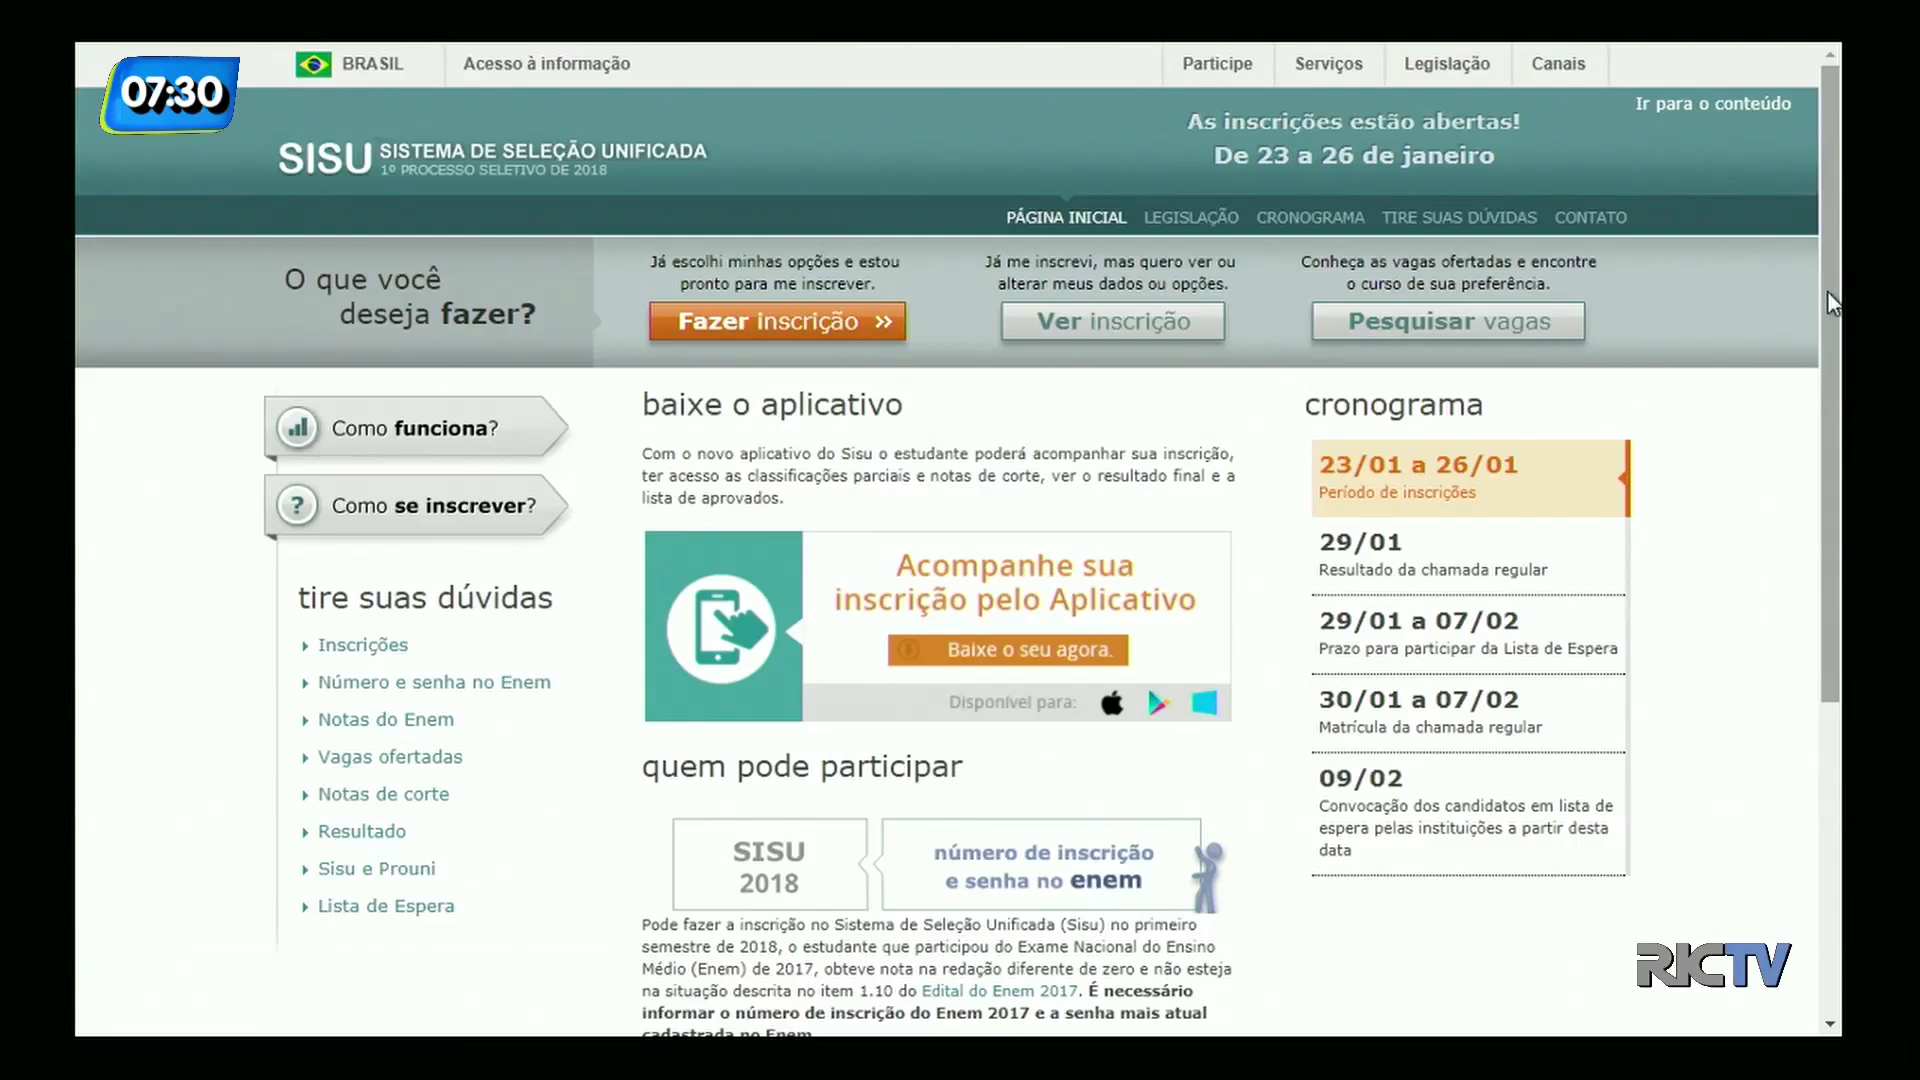 BRASIL
Acesso à informação
Participe
Serviços
Legislação
Canais
07:30
Ir para o conteúdo
As inscrições estão abertas!
De 23 a 26 de janeiro
SISU SISTEMA DE SELEÇÃO UNIFICADA
1º PROCESSO SELETIVO DE 2018
PÁGINA INICIAL LEGISLAÇÃO CRONOGRAMA TIRE SUAS DÚVIDAS CONTATO
O que você
deseja fazer?
Já escolhi minhas opções e estou
pronto para me inscrever.
Fazer inscrição »
Já me inscrevi, mas quero ver ou
alterar meus dados ou opções.
Ver inscrição
Conheça as vagas ofertadas e encontre
o curso de sua preferência.
Pesquisar vagas
Como funciona?
? Como se inscrever?
tire suas dúvidas
Inscrições
Número e senha no Enem
Notas do Enem
Vagas ofertadas
Notas de corte
Resultado
Sisu e Prouni
Lista de Espera
baixe o aplicativo
Com o novo aplicativo do Sisu o estudante poderá acompanhar sua inscrição,
ter acesso as classificações parciais e notas de corte, ver o resultado final e a
lista de aprovados.
Acompanhe sua
inscrição pelo Aplicativo
Baixe o seu agora.
Disponível para:
quem pode participar
SISU
2018
número de inscrição
e senha no enem
Pode fazer a inscrição no Sistema de Seleção Unificada (Sisu) no primeiro
semestre de 2018, o estudante que participou do Exame Nacional do Ensino
Médio (Enem) de 2017, obteve nota na redação diferente de zero e não esteja
na situação descrita no item 1.10 do Edital do Enem 2017. É necessário
informar o número de inscrição do Enem 2017 e a senha mais atual
cadastrada no Enem
cronograma
23/01 a 26/01
Período de inscrições
29/01
Resultado da chamada regular
29/01 a 07/02
Prazo para participar da Lista de Espera
30/01 a 07/02
Matrícula da chamada regular
09/02
Convocação dos candidatos em lista de
espera pelas instituições a partir desta
data
RICTV